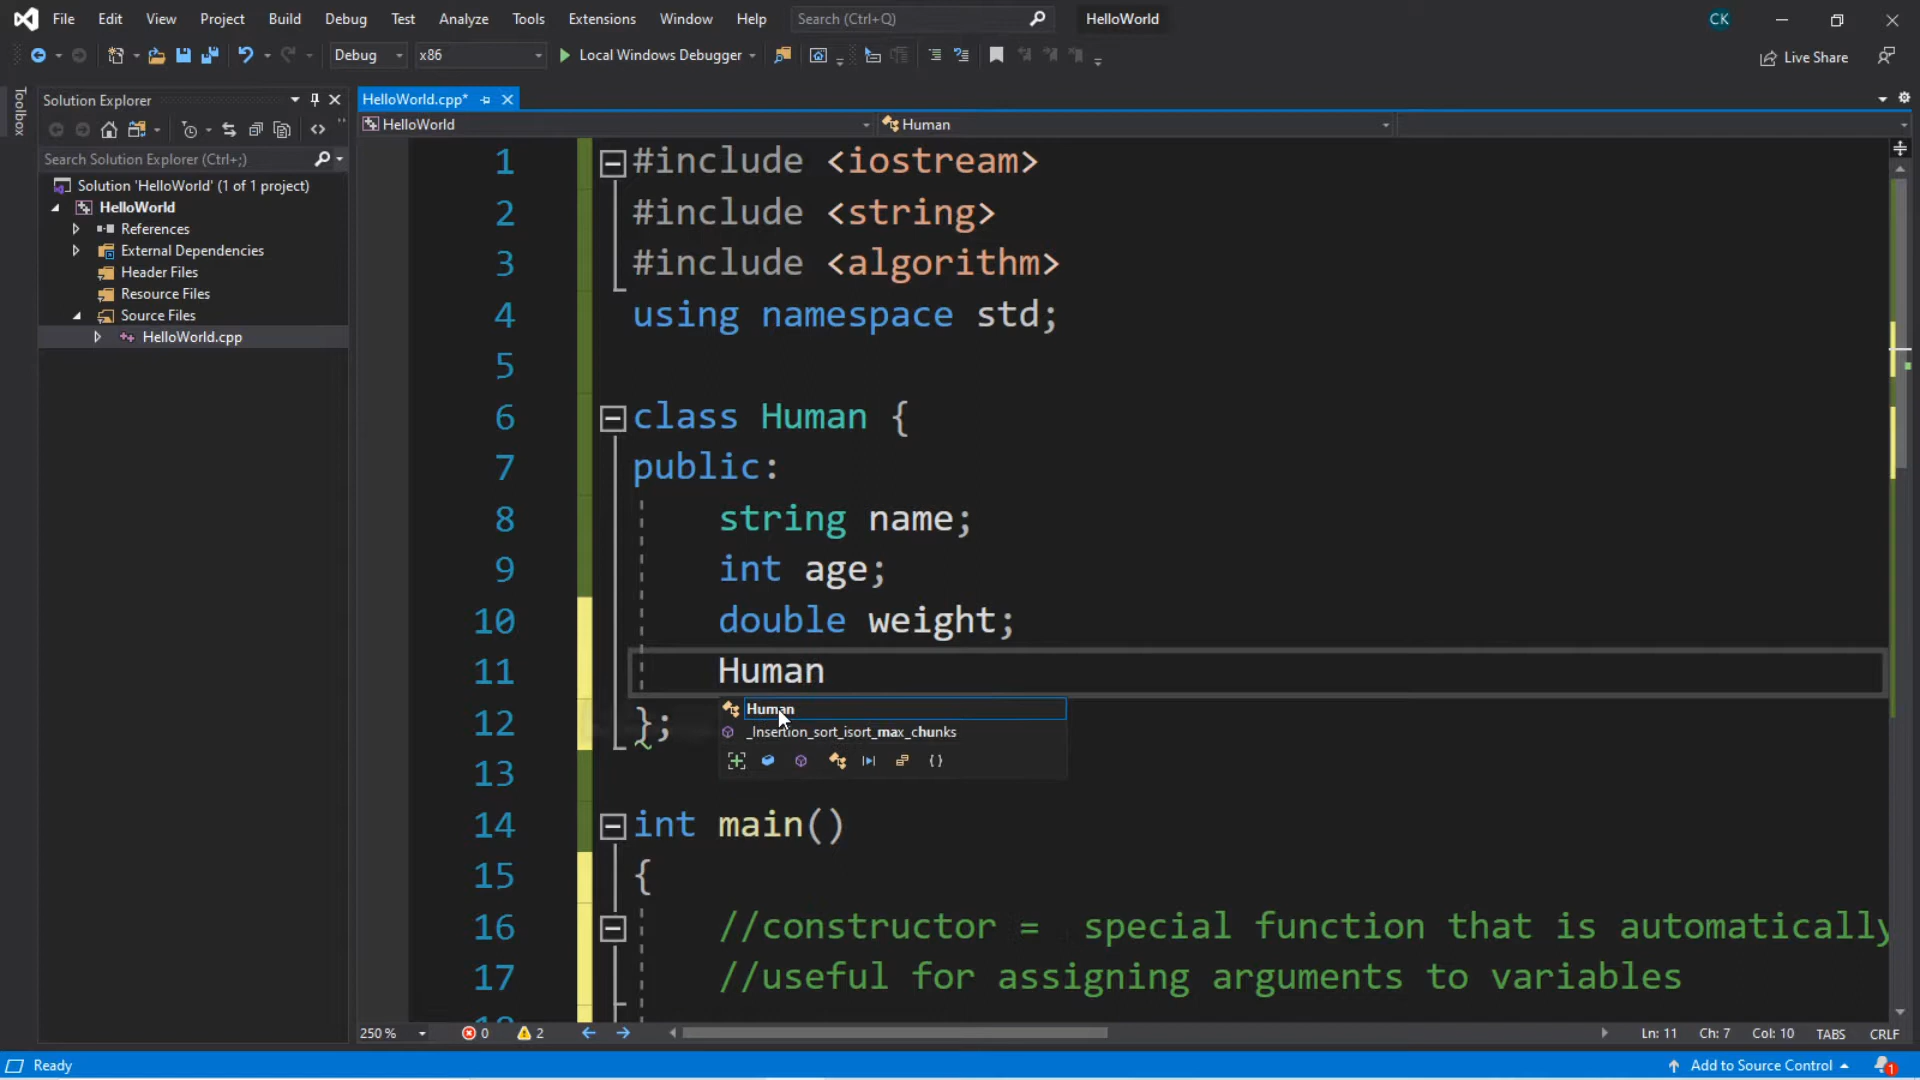 File Edit View Project Build Debug Test Analyze Tools Extensions Window Help Search (Ctrl+Q) HelloWorld CK
Debug x86 Local Windows Debugger Live Share
Toolbox
Solution Explorer
Search Solution Explorer (Ctrl+;)
Solution 'HelloWorld' (1 of 1 project)
HelloWorld
References
External Dependencies
Header Files
Resource Files
Source Files
HelloWorld.cpp
HelloWorld.cpp*
HelloWorld Human
1 #include <iostream>
2 #include <string>
3 #include <algorithm>
4 using namespace std;
5
6 class Human {
7 public:
8 string name;
9 int age;
10 double weight;
11 Human
Human
_Insertion_sort_isort_max_chunks
12 };
13
14 int main()
15 {
16 //constructor = special function that is automatically
17 //useful for assigning arguments to variables
250 % 0 2 Ln: 11 Ch: 7 Col: 10 TABS CRLF
Ready Add to Source Control 1